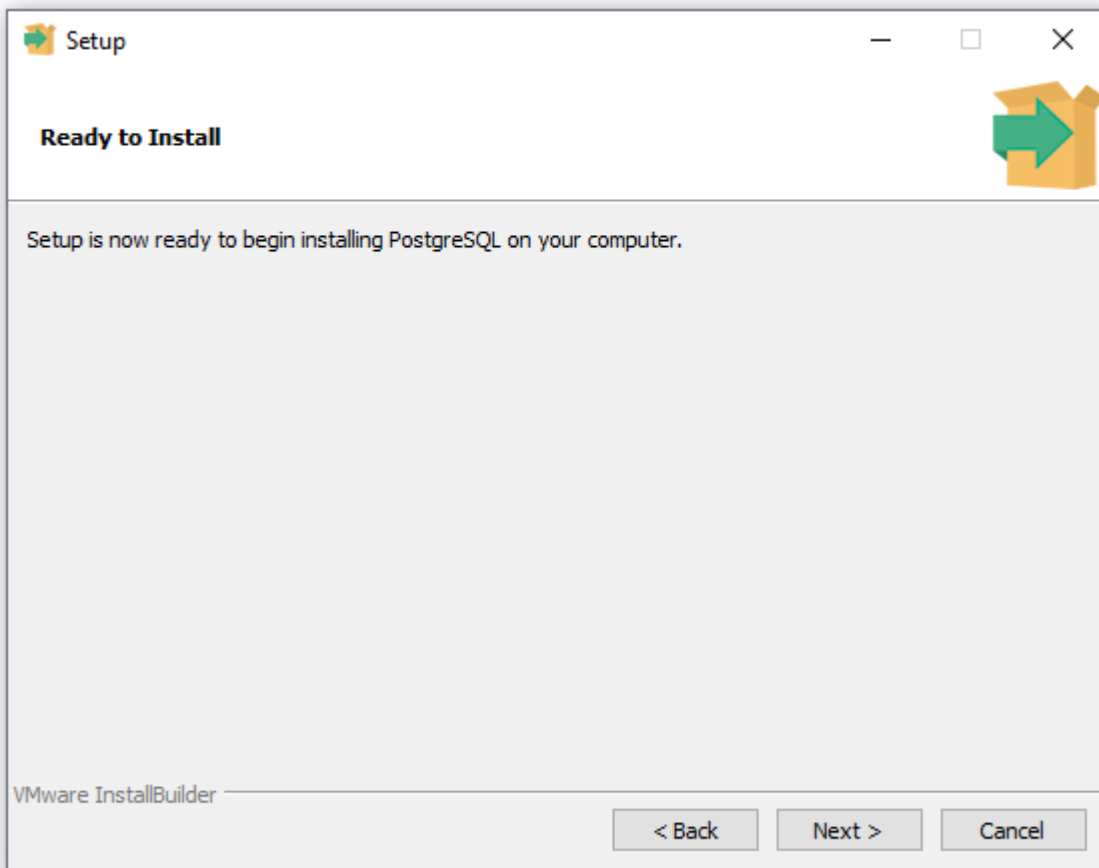 Setup
Ready to Install
Setup is now ready to begin installing PostgreSQL on your computer.
VMware InstallBuilder
< Back
Next >
Cancel